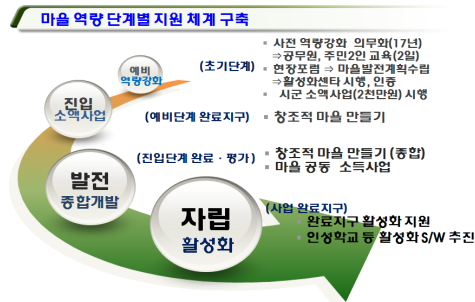 마을 역량 단계별 지원 체계 구축
예비
역량강화
(초기단계)
▪ 사전 역량강화 의무화(17년)
⇒공무원, 주민2인 교육(2일)
▪ 현장포럼 ⇒ 마을발전계획수립
⇒활성화센타 시행, 인증
▪ 시군 소액사업(2천만원) 시행
진입
소액사업
(예비단계 완료지구)
▪ 창조적 마을 만들기
발전
종합개발
(진입단계 완료 · 평가)
▪ 창조적 마을 만들기 (종합)
▪ 마을 공동 소득사업
자립
활성화
(사업 완료지구)
▪ 완료지구 활성화 지원
▪ 인성학교 등 활성화 S/W 추진